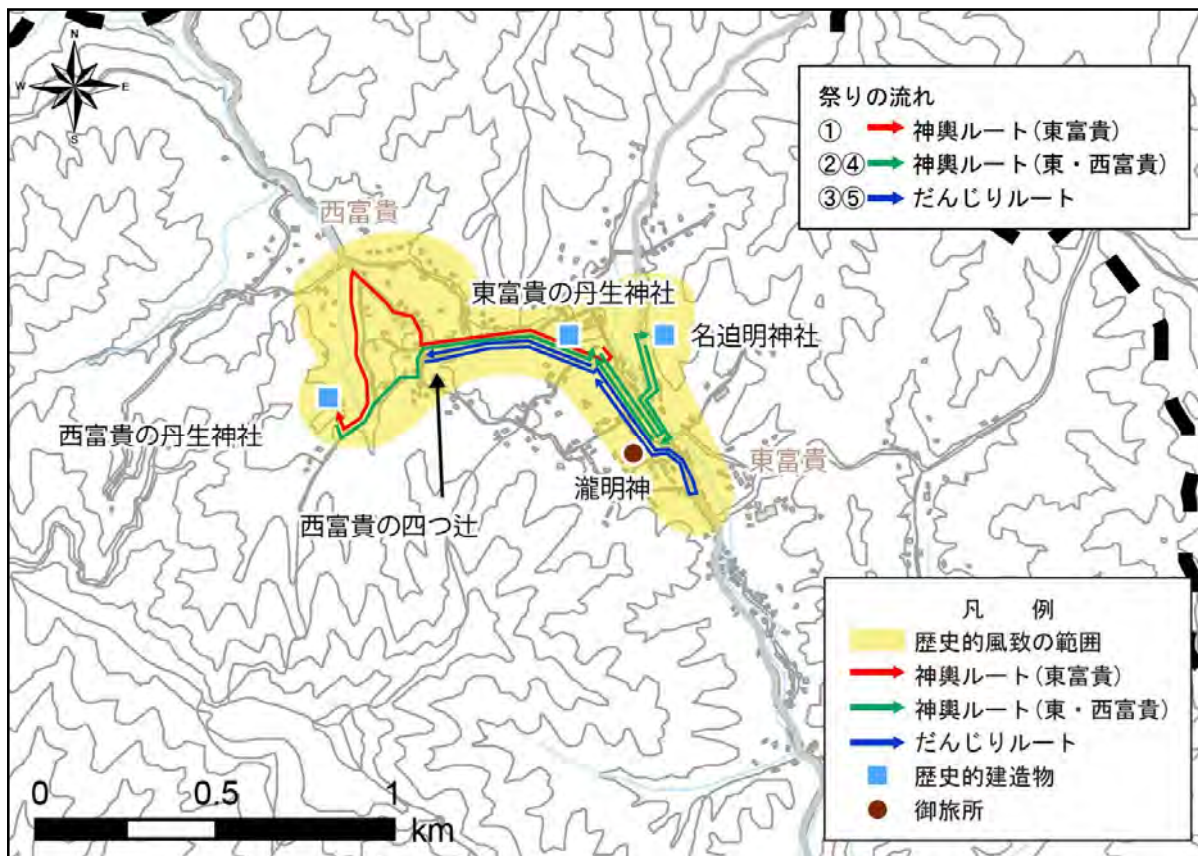 N
W
E
S
祭りの流れ
① 神輿ルート(東富貴)
②④ 神輿ルート(東・西富貴)
③⑤ だんじりルート
西富貴
東富貴の丹生神社
名迫明神社
西富貴の丹生神社
瀧明神
東富貴
西富貴の四つ辻
凡 例
歴史的風致の範囲
神輿ルート(東富貴)
神輿ルート(東・西富貴)
だんじりルート
歴史的建造物
御旅所
0 0.5 1
km